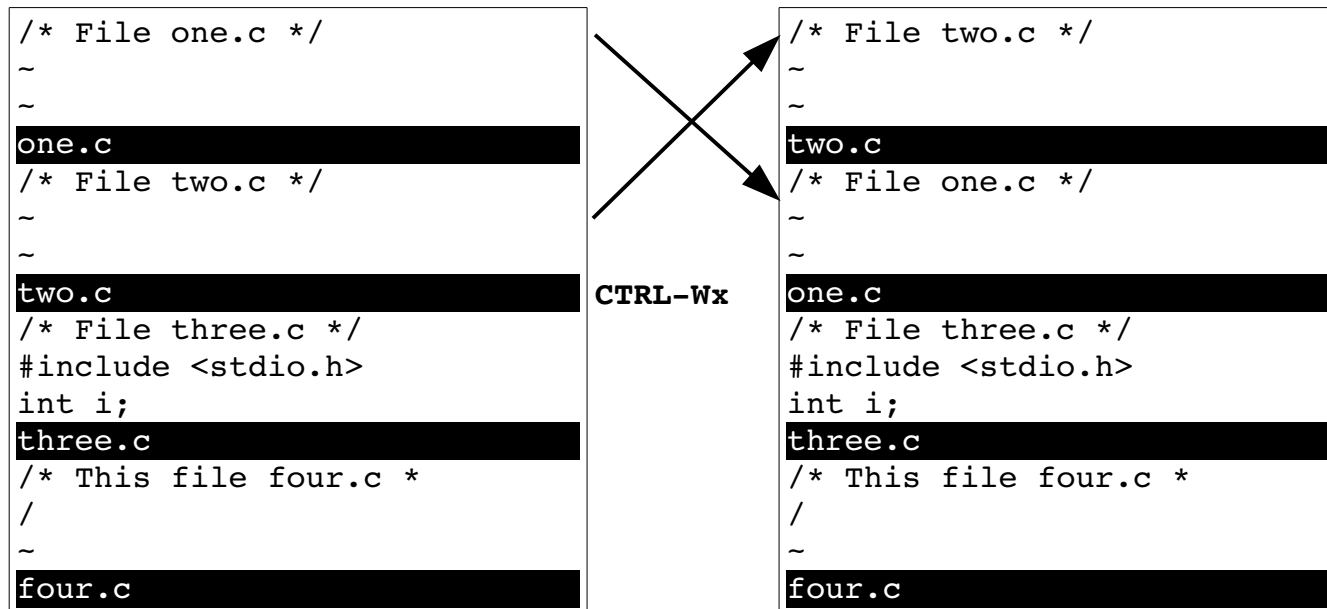 /* File one.c */
~
~
one.c
/* File two.c */
~
~
two.c
/* File three.c */
#include <stdio.h>
int i;
three.c
/* This file four.c *
/
~
four.c
CTRL-Wx
/* File two.c */
~
~
two.c
/* File one.c */
~
~
one.c
/* File three.c */
#include <stdio.h>
int i;
three.c
/* This file four.c *
/
~
four.c